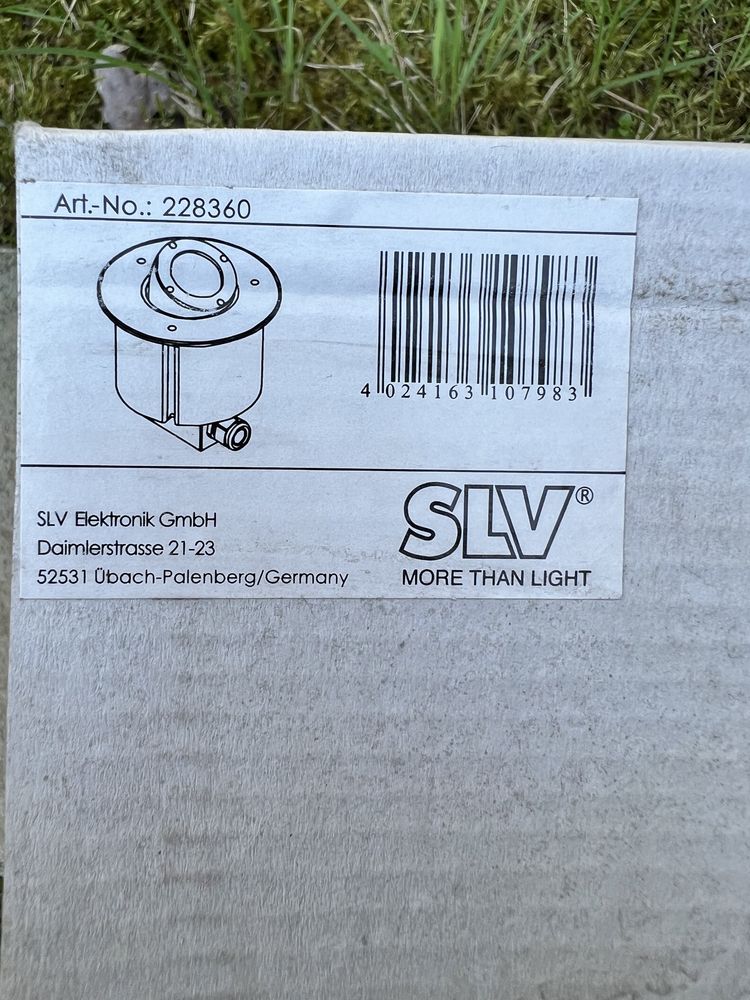 Art.-No.: 228360
4 024163 107983
SLV Elektronik GmbH
Daimlerstrasse 21-23
52531 Übach-Palenberg/Germany
SLV®
MORE THAN LIGHT